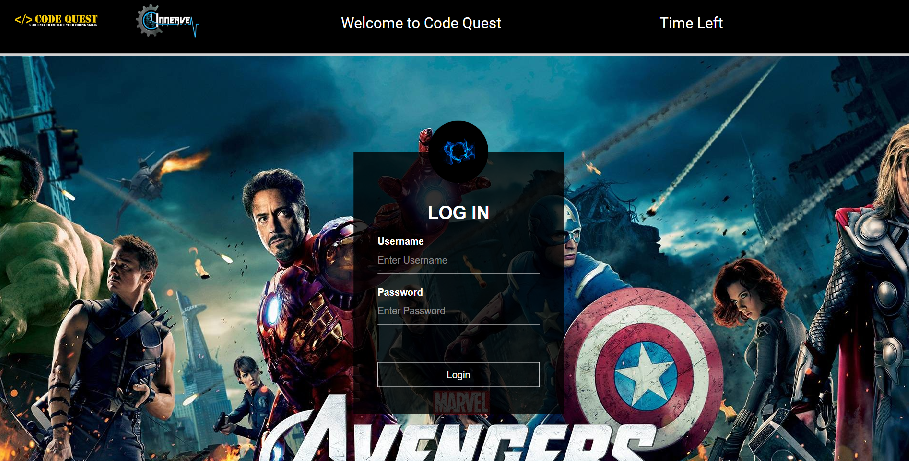 </> CODE QUEST
INNERVE
Welcome to Code Quest
Time Left
LOG IN
Username
Enter Username
Password
Enter Password
Login
MARVEL
AVENGERS